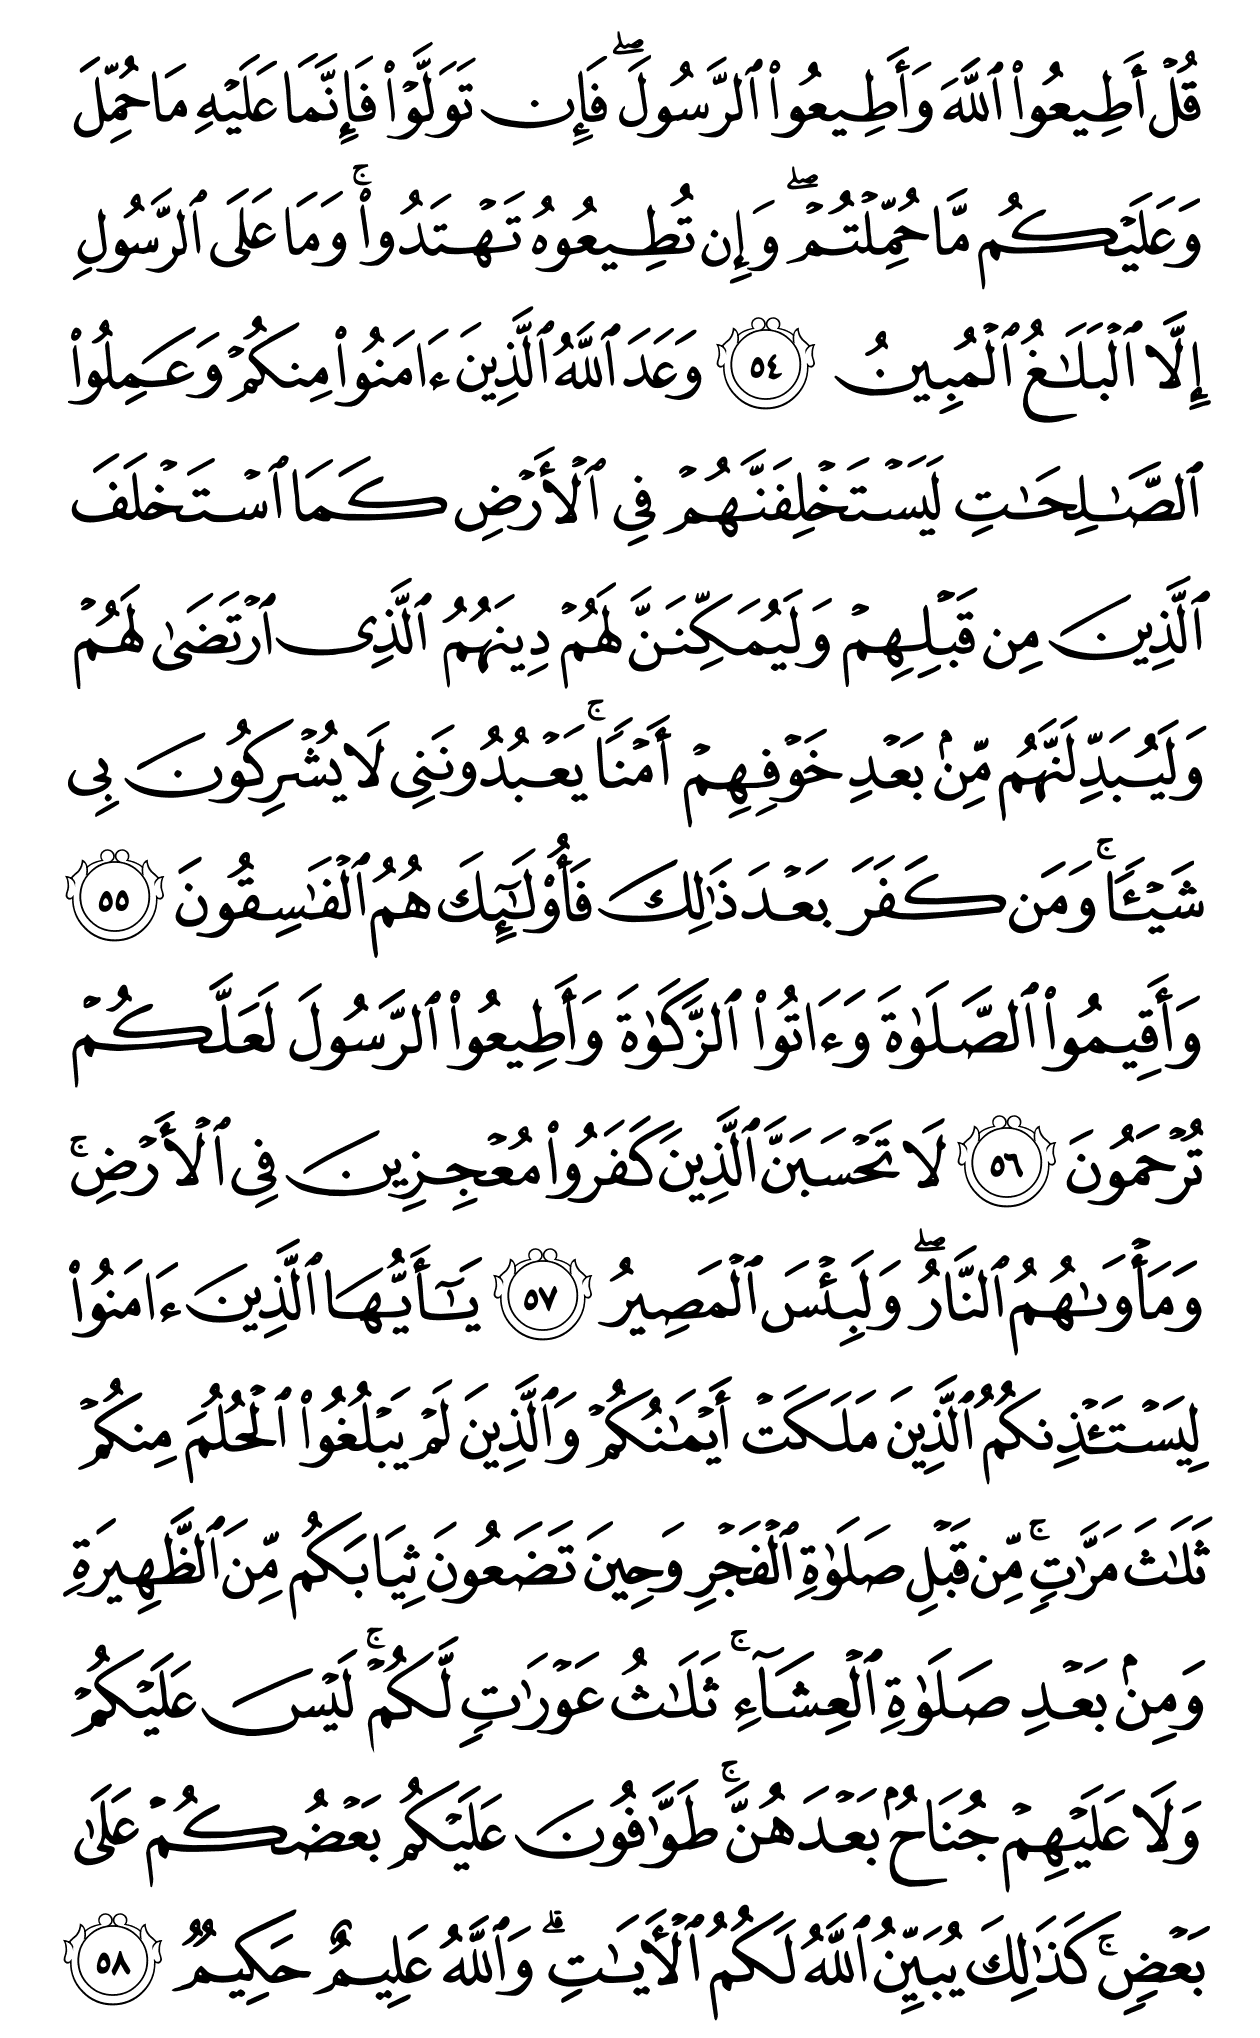 قُلْ أَطِيعُوا۟ ٱللَّهَ وَأَطِيعُوا۟ ٱلرَّسُولَ ۖ فَإِن تَوَلَّوْا۟ فَإِنَّمَا عَلَيْهِ مَا حُمِّلَ
وَعَلَيْكُم مَّا حُمِّلْتُمْ ۖ وَإِن تُطِيعُوهُ تَهْتَدُوا۟ ۚ وَمَا عَلَى ٱلرَّسُولِ
إِلَّا ٱلْبَلَـٰغُ ٱلْمُبِينُ ٥٤ وَعَدَ ٱللَّهُ ٱلَّذِينَ ءَامَنُوا۟ مِنكُمْ وَعَمِلُوا۟
ٱلصَّـٰلِحَـٰتِ لَيَسْتَخْلِفَنَّهُمْ فِى ٱلْأَرْضِ كَمَا ٱسْتَخْلَفَ
ٱلَّذِينَ مِن قَبْلِهِمْ وَلَيُمَكِّنَنَّ لَهُمْ دِينَهُمُ ٱلَّذِى ٱرْتَضَىٰ لَهُمْ
وَلَيُبَدِّلَنَّهُم مِّنۢ بَعْدِ خَوْفِهِمْ أَمْنًا ۚ يَعْبُدُونَنِى لَا يُشْرِكُونَ بِى
شَيْـًٔا ۚ وَمَن كَفَرَ بَعْدَ ذَٰلِكَ فَأُو۟لَـٰٓئِكَ هُمُ ٱلْفَـٰسِقُونَ ٥٥
وَأَقِيمُوا۟ ٱلصَّلَوٰةَ وَءَاتُوا۟ ٱلزَّكَوٰةَ وَأَطِيعُوا۟ ٱلرَّسُولَ لَعَلَّكُمْ
تُرْحَمُونَ ٥٦ لَا تَحْسَبَنَّ ٱلَّذِينَ كَفَرُوا۟ مُعْجِزِينَ فِى ٱلْأَرْضِ ۚ
وَمَأْوَىٰهُمُ ٱلنَّارُ ۖ وَلَبِئْسَ ٱلْمَصِيرُ ٥٧ يَـٰٓأَيُّهَا ٱلَّذِينَ ءَامَنُوا۟
لِيَسْتَـْٔذِنكُمُ ٱلَّذِينَ مَلَكَتْ أَيْمَـٰنُكُمْ وَٱلَّذِينَ لَمْ يَبْلُغُوا۟ ٱلْحُلُمَ مِنكُمْ
ثَلَـٰثَ مَرَّٰتٍ ۚ مِّن قَبْلِ صَلَوٰةِ ٱلْفَجْرِ وَحِينَ تَضَعُونَ ثِيَابَكُم مِّنَ ٱلظَّهِيرَةِ
وَمِنۢ بَعْدِ صَلَوٰةِ ٱلْعِشَآءِ ۚ ثَلَـٰثُ عَوْرَٰتٍ لَّكُمْ ۚ لَيْسَ عَلَيْكُمْ
وَلَا عَلَيْهِمْ جُنَاحٌۢ بَعْدَهُنَّ ۚ طَوَّٰفُونَ عَلَيْكُم بَعْضُكُمْ عَلَىٰ
بَعْضٍ ۚ كَذَٰلِكَ يُبَيِّنُ ٱللَّهُ لَكُمُ ٱلْـَٔايَـٰتِ ۗ وَٱللَّهُ عَلِيمٌ حَكِيمٌ ٥٨